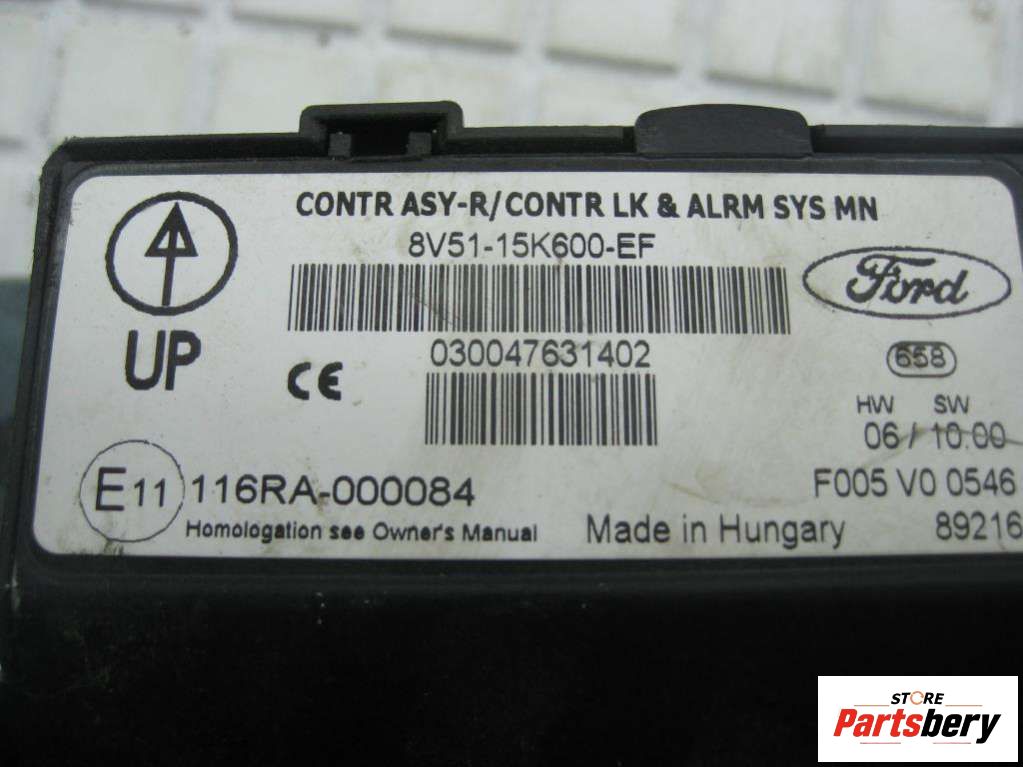 CONTR ASY-R/CONTR LK & ALRM SYS MN
8V51-15K600-EF
Ford
UP
030047631402
CE
658
HW SW
06/10.00
E11 116RA-000084
F005 V0 0546
Homologation see Owner's Manual
Made in Hungary
89216
STORE
Partsbery